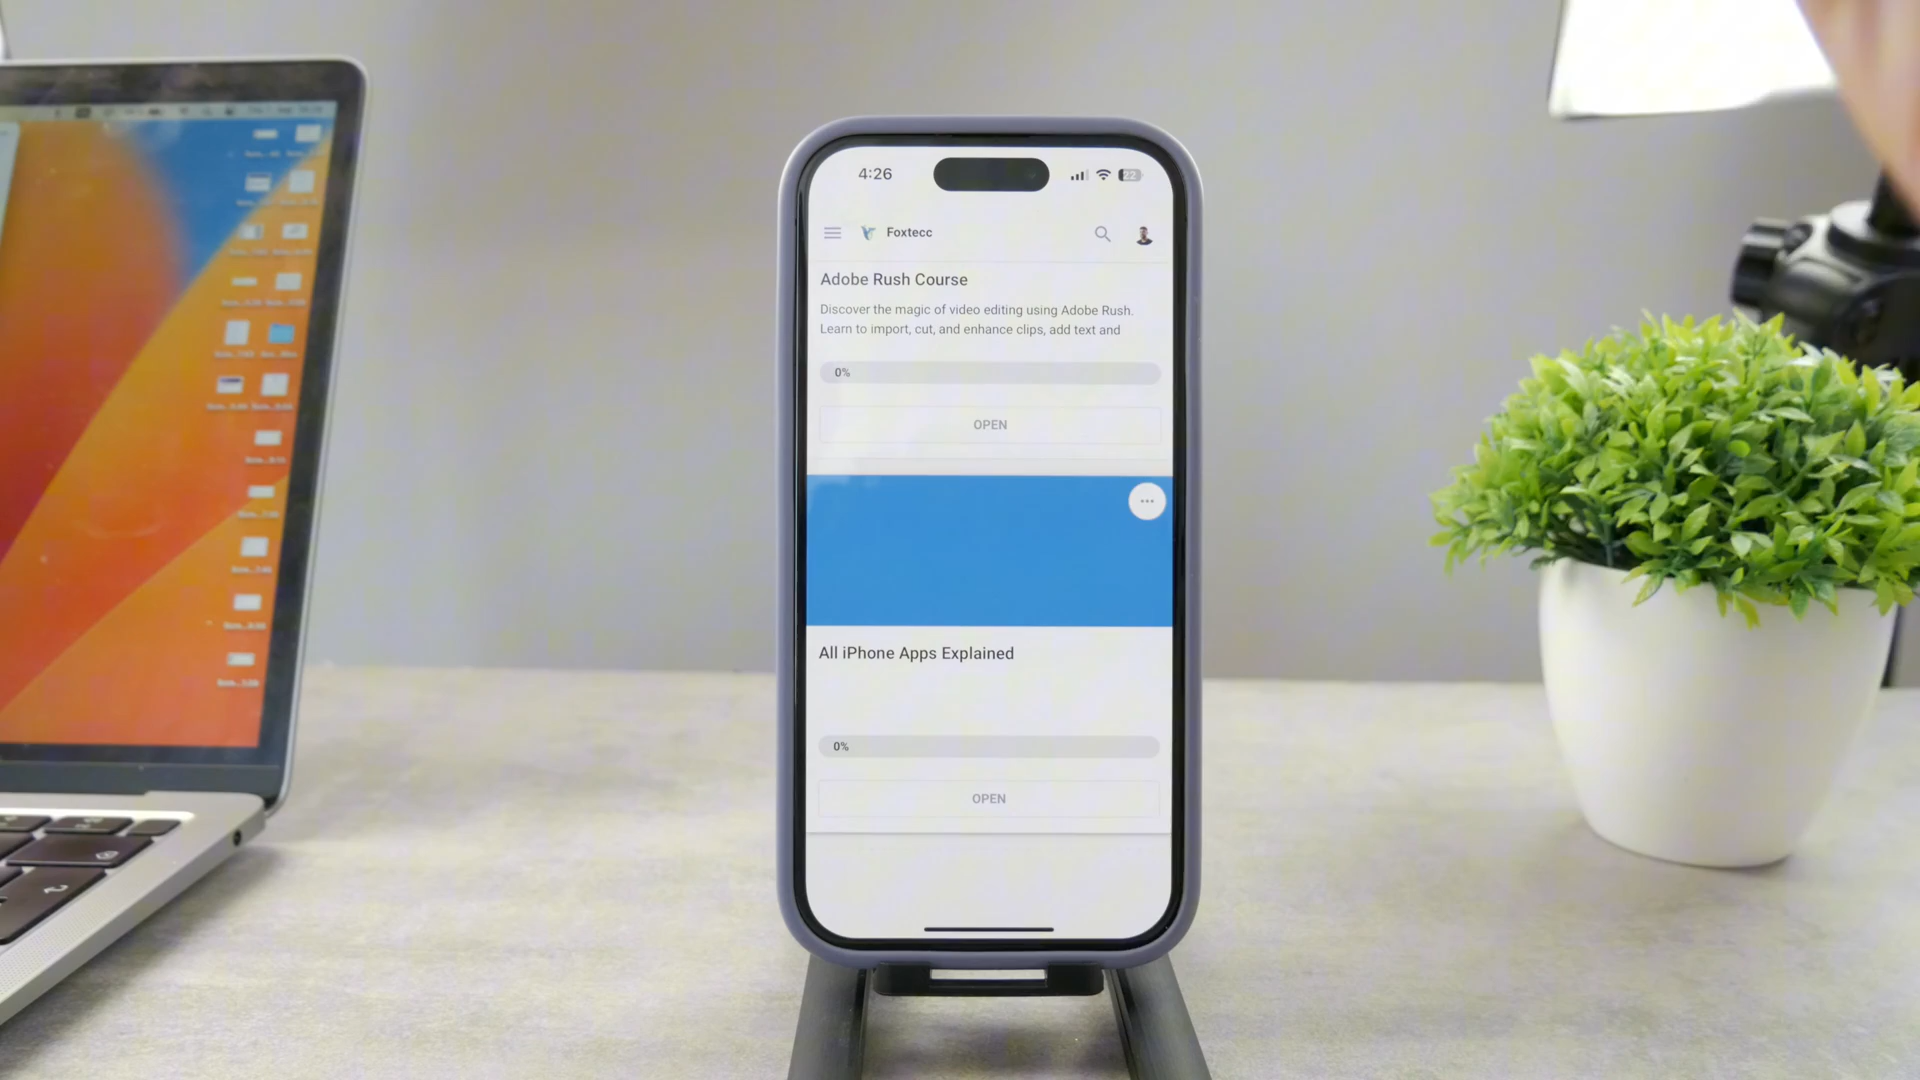 4:26
22
Foxtecc
Adobe Rush Course
Discover the magic of video editing using Adobe Rush.
Learn to import, cut, and enhance clips, add text and
0%
OPEN
All iPhone Apps Explained
0%
OPEN